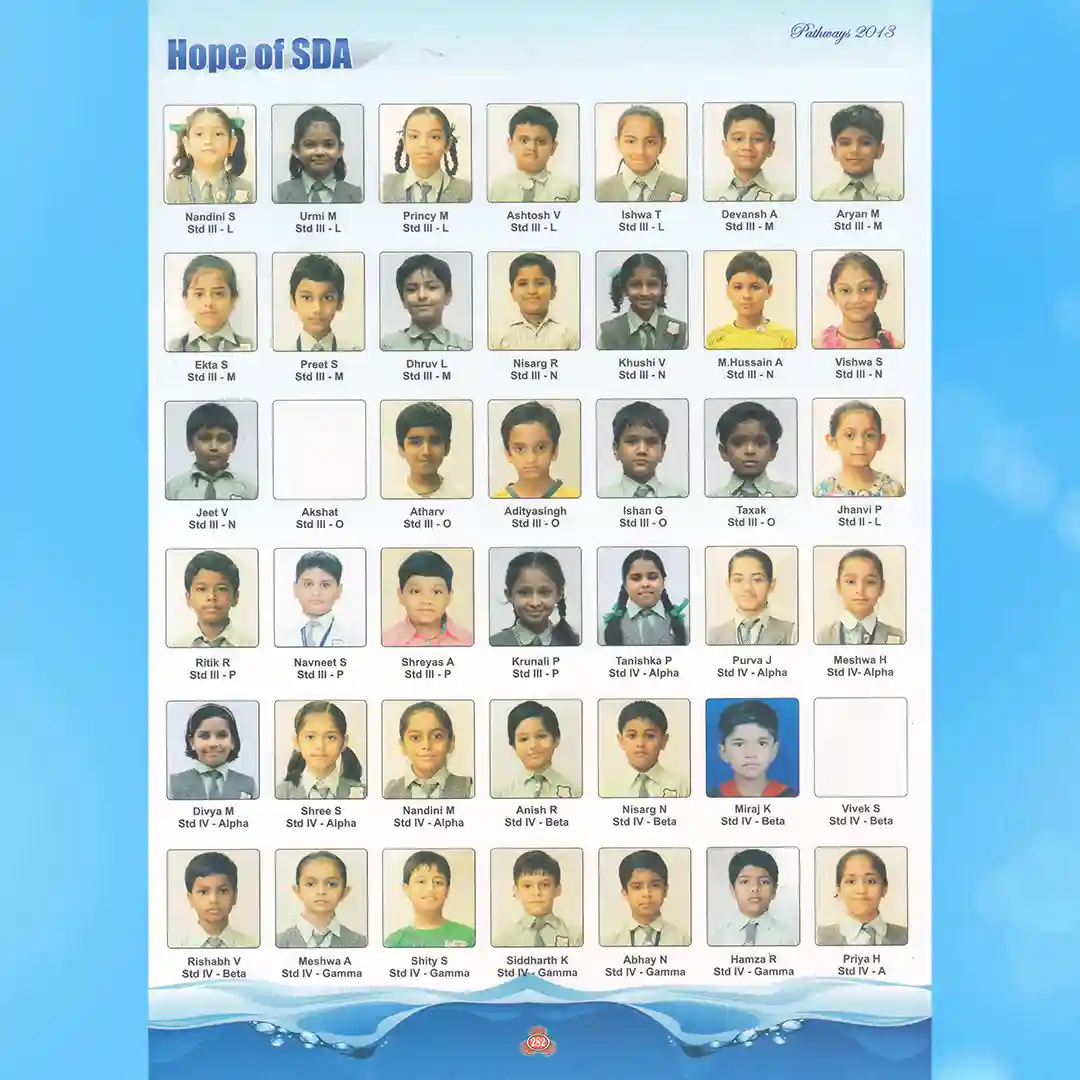 Pathways 2013
Hope of SDA
Nandini S
Std III - L
Urmi M
Std III - L
Princy M
Std III - L
Ashtosh V
Std III - L
Ishwa T
Std III - L
Devansh A
Std III - M
Aryan M
Std III - M
Ekta S
Std III - M
Preet S
Std III - M
Dhruv L
Std III - M
Nisarg R
Std III - N
Khushi V
Std III - N
M.Hussain A
Std III - N
Vishwa S
Std III - N
Jeet V
Std III - N
Akshat
Std III - O
Atharv
Std III - O
Adityasingh
Std III - O
Ishan G
Std III - O
Taxak
Std III - O
Jhanvi P
Std II - L
Ritik R
Std III - P
Navneet S
Std III - P
Shreyas A
Std III - P
Krunali P
Std III - P
Tanishka P
Std IV - Alpha
Purva J
Std IV - Alpha
Meshwa H
Std IV- Alpha
Divya M
Std IV - Alpha
Shree S
Std IV - Alpha
Nandini M
Std IV - Alpha
Anish R
Std IV - Beta
Nisarg N
Std IV - Beta
Miraj K
Std IV - Beta
Vivek S
Std IV - Beta
Rishabh V
Std IV - Beta
Meshwa A
Std IV - Gamma
Shity S
Std IV - Gamma
Siddharth K
Std IV - Gamma
Abhay N
Std IV - Gamma
Hamza R
Std IV - Gamma
Priya H
Std IV - A
282